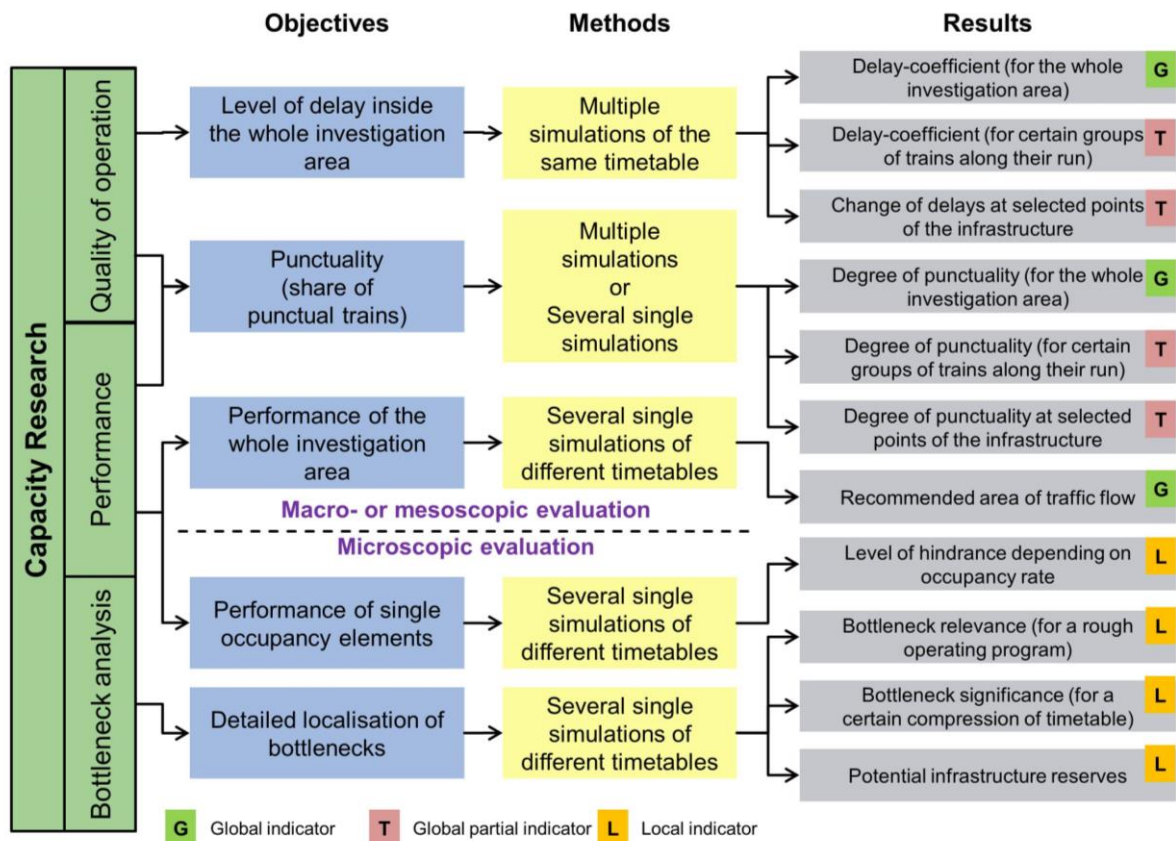 Objectives
Methods
Results
Capacity Research
Quality of operation
Performance
Bottleneck analysis
Level of delay inside
the whole investigation
area
Multiple
simulations of the
same timetable
Delay-coefficient (for the whole
investigation area)
G
Delay-coefficient (for certain groups
of trains along their run)
T
Change of delays at selected points
of the infrastructure
T
Punctuality
(share of
punctual trains)
Multiple
simulations
or
Several single
simulations
Degree of punctuality (for the whole
investigation area)
G
Degree of punctuality (for certain
groups of trains along their run)
T
Degree of punctuality at selected
points of the infrastructure
T
Performance of the
whole investigation
area
Several single
simulations of
different timetables
Recommended area of traffic flow
G
Macro- or mesoscopic evaluation
Microscopic evaluation
Performance of single
occupancy elements
Several single
simulations of
different timetables
Level of hindrance depending on
occupancy rate
L
Detailed localisation of
bottlenecks
Several single
simulations of
different timetables
Bottleneck relevance (for a rough
operating program)
L
Bottleneck significance (for a
certain compression of timetable)
L
Potential infrastructure reserves
L
G Global indicator
T Global partial indicator
L Local indicator